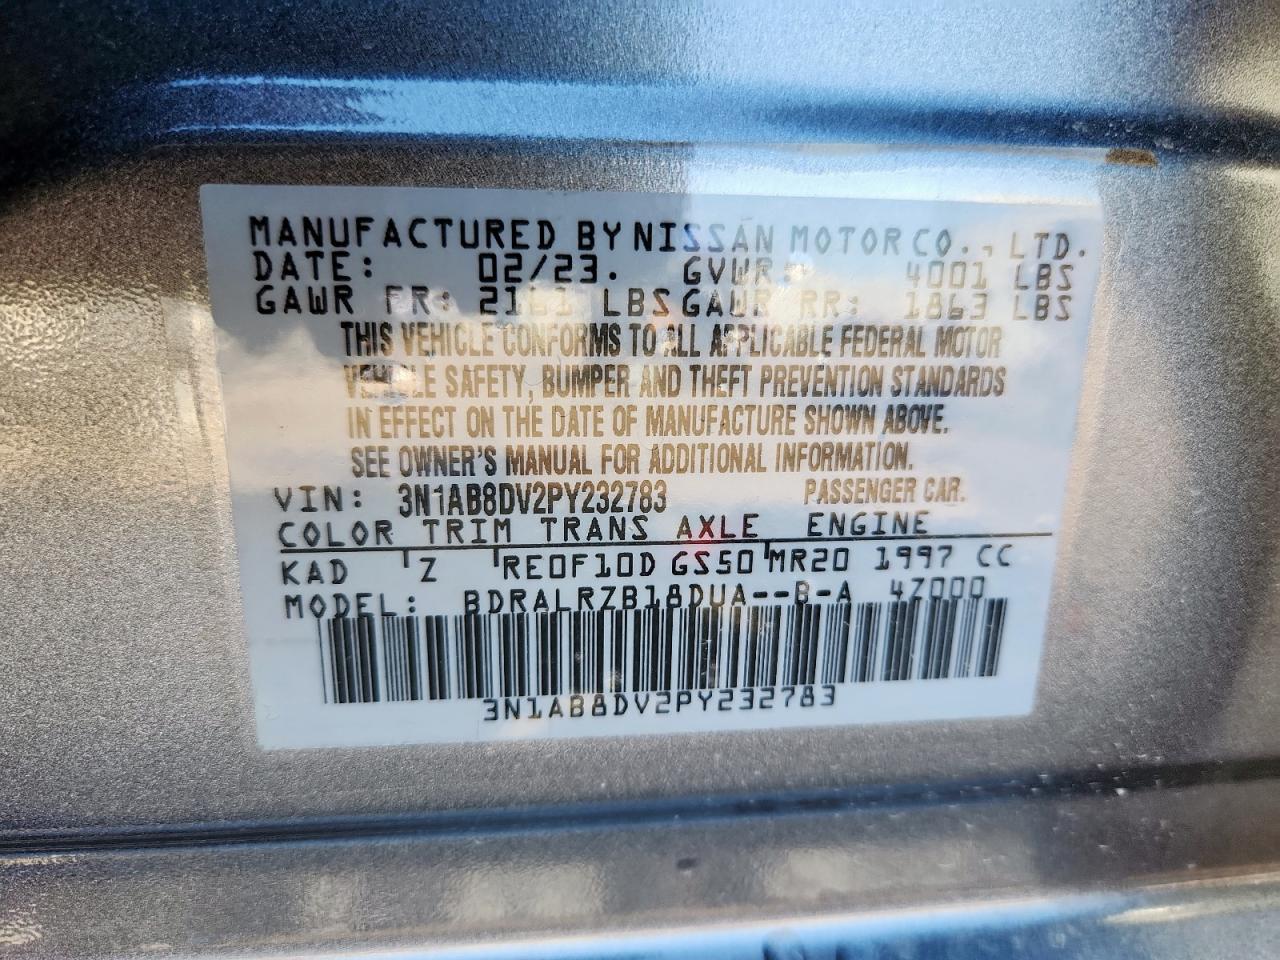 MANUFACTURED BY NISSAN MOTOR CO., LTD.
DATE: 02/23. GVWR: 4001 LBS
GAWR FR: 2161 LBS GAWR RR: 1863 LBS
THIS VEHICLE CONFORMS TO ALL APPLICABLE FEDERAL MOTOR
VEHICLE SAFETY, BUMPER AND THEFT PREVENTION STANDARDS
IN EFFECT ON THE DATE OF MANUFACTURE SHOWN ABOVE.
SEE OWNER'S MANUAL FOR ADDITIONAL INFORMATION.
VIN: 3N1AB8DV2PY232783 PASSENGER CAR.
COLOR TRIM TRANS AXLE ENGINE
KAD Z RE0F10D GS50 MR20 1997 CC
MODEL: BDRALRZB18DUA--B-A 4Z000
3N1AB8DV2PY232783